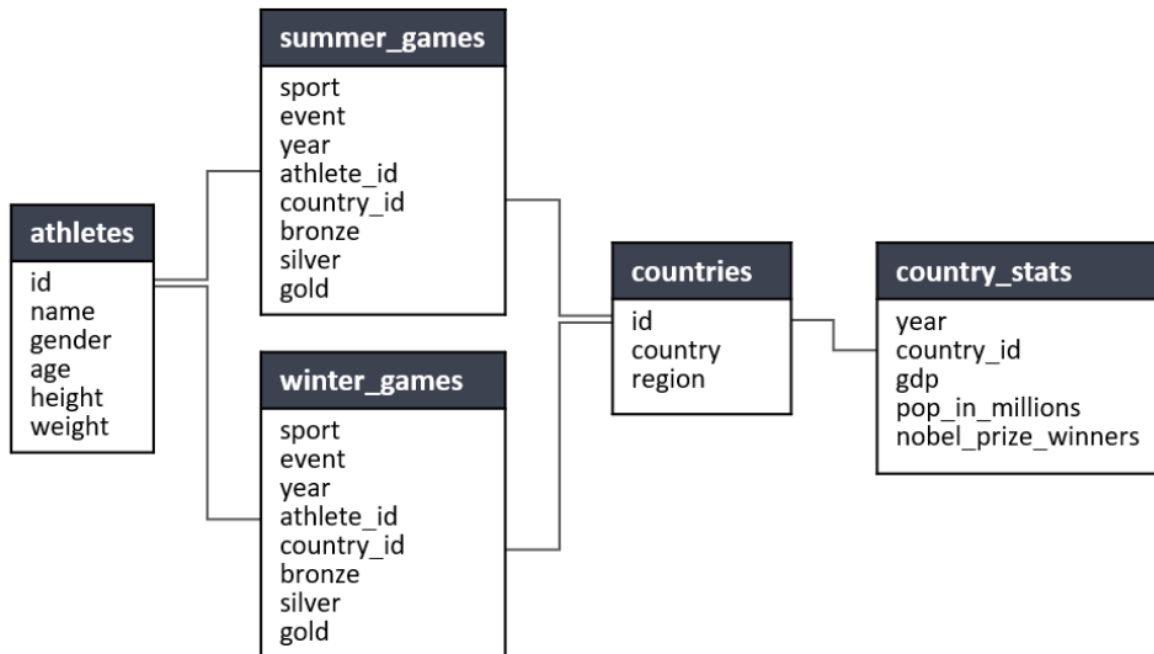 summer_games
sport
event
year
athlete_id
country_id
bronze
silver
gold
athletes
id
name
gender
age
height
weight
winter_games
sport
event
year
athlete_id
country_id
bronze
silver
gold
countries
id
country
region
country_stats
year
country_id
gdp
pop_in_millions
nobel_prize_winners